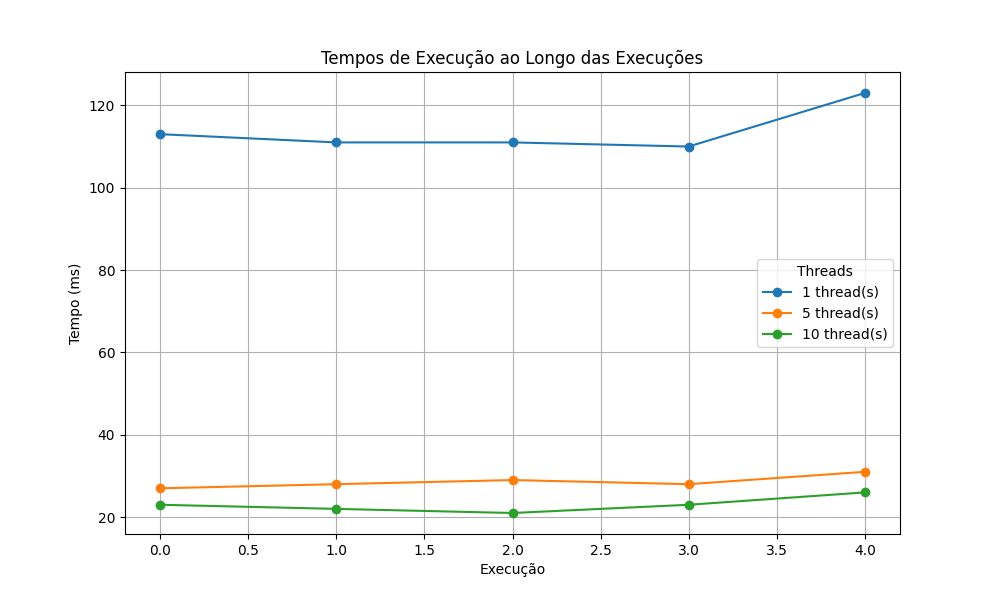 Tempos de Execução ao Longo das Execuções
Tempo (ms)
120
100
80
60
40
20
Threads
1 thread(s)
5 thread(s)
10 thread(s)
0.0 0.5 1.0 1.5 2.0 2.5 3.0 3.5 4.0
Execução